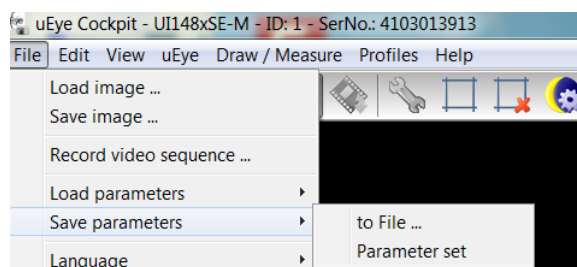 uEye Cockpit - UI148xSE-M - ID: 1 - SerNo.: 4103013913
File Edit View uEye Draw / Measure Profiles Help
Load image ...
Save image ...
Record video sequence ...
Load parameters
Save parameters
to File ...
Parameter set
Language